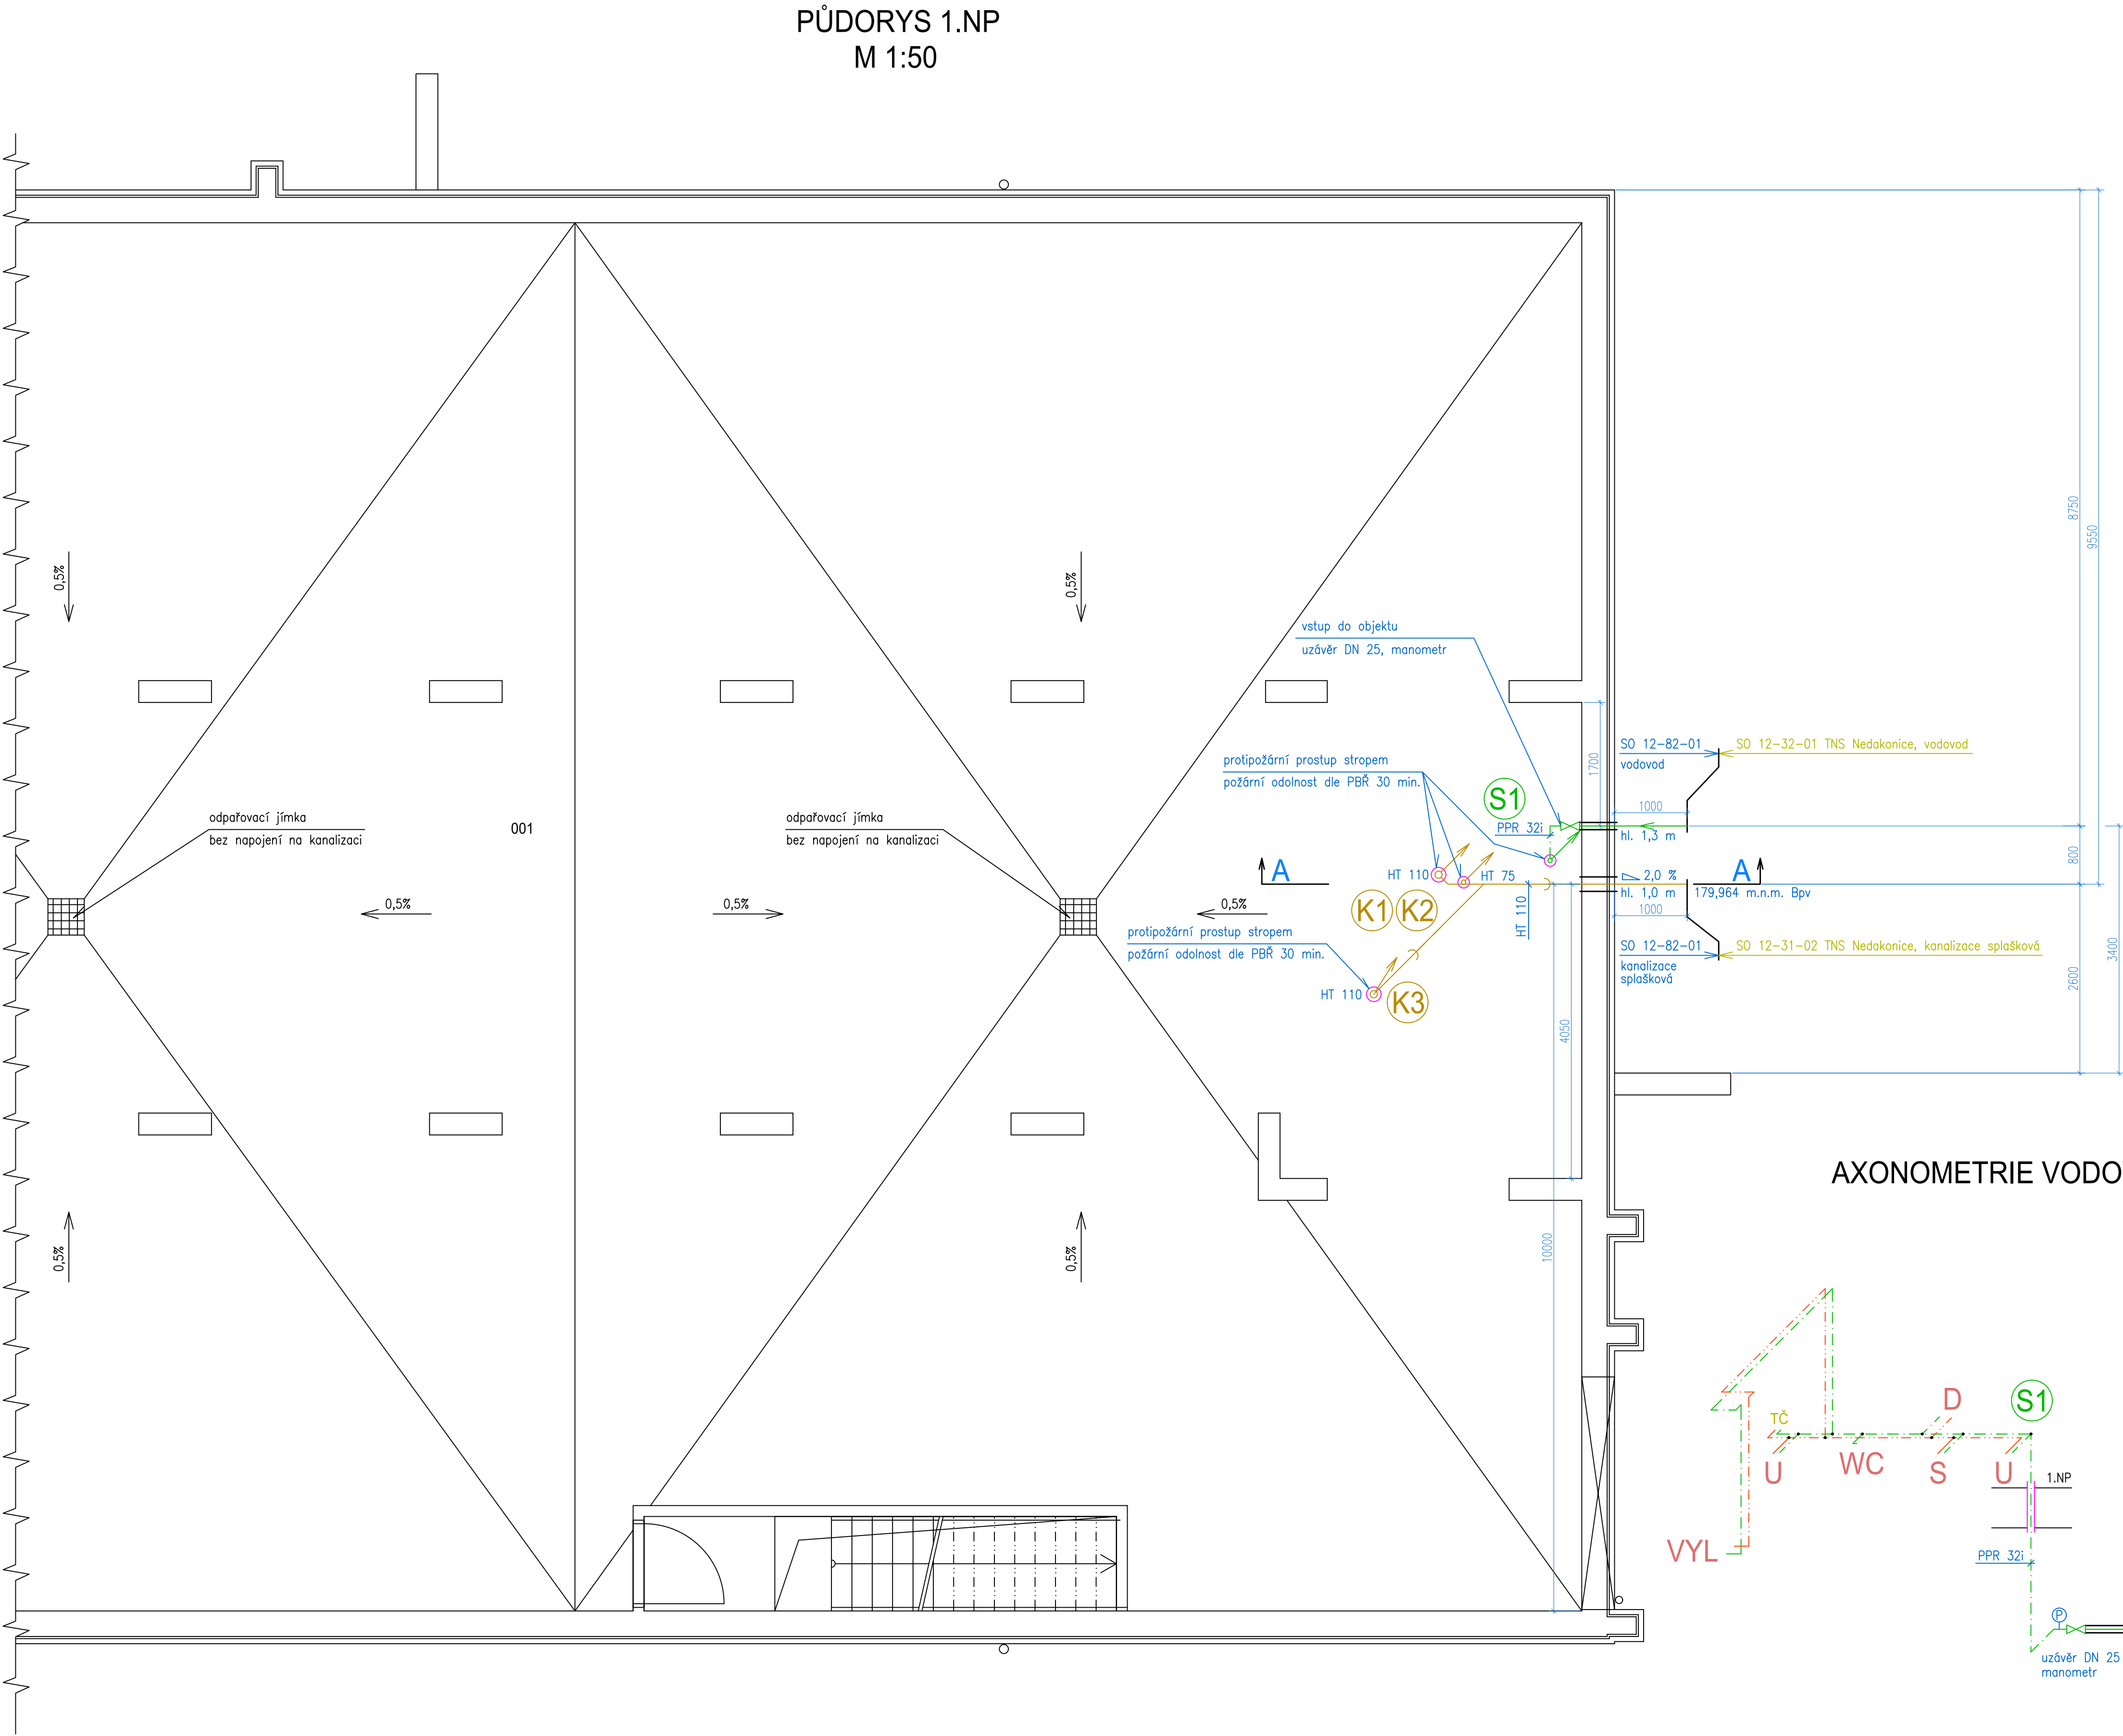 PŮDORYS 1.NP
M 1:50
0,5%
0,5%
8750
9550
vstup do objektu
uzávěr DN 25, manometr
1700
SO 12-82-01
vodovod
SO 12-32-01 TNS Nedakonice, vodovod
protipožární prostup stropem
požární odolnost dle PBŘ 30 min.
S1
1000
PPR 32i
hl. 1,3 m
odpařovací jímka
bez napojení na kanalizaci
001
odpařovací jímka
bez napojení na kanalizaci
A
HT 110
HT 75
2,0 %
A
800
hl. 1,0 m
179,964 m.n.m. Bpv
0,5%
0,5%
0,5%
K1
K2
HT 110
1000
protipožární prostup stropem
požární odolnost dle PBŘ 30 min.
SO 12-82-01
kanalizace
splašková
SO 12-31-02 TNS Nedakonice, kanalizace splašková
3400
2600
HT 110
K3
4050
AXONOMETRIE VODO
0,5%
0,5%
10000
TČ
D
S1
U
WC
S
U
1.NP
VYL
PPR 32i
P
uzávěr DN 25
manometr